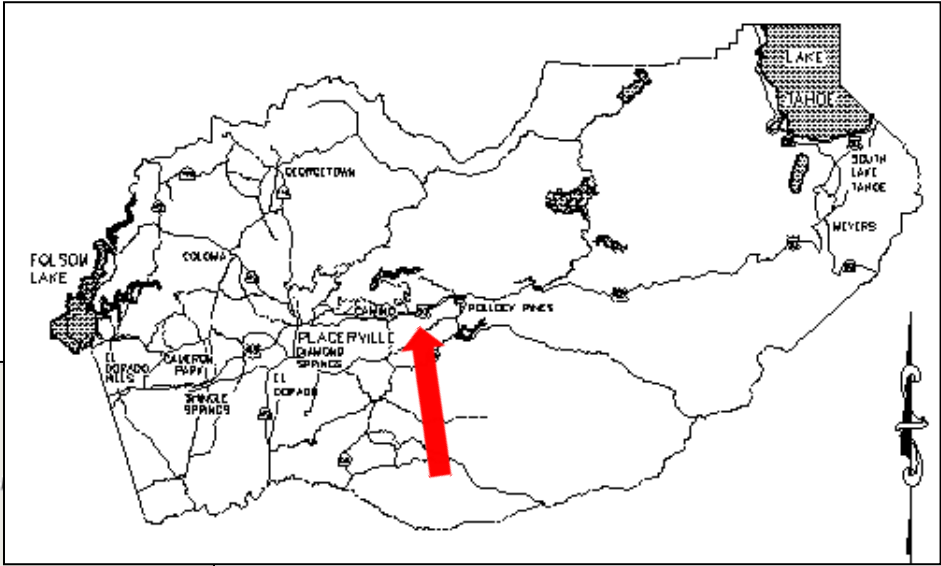 LAKE
TAHOE
SOUTH
LAKE
TAHOE
MEYERS
GEORGETOWN
FOLSOM
LAKE
COLOMA
CAMINO
POLLOCK PINES
PLACERVILLE
DIAMOND
SPRINGS
EL
DORADO
HILLS
CAMERON
PARK
SHINGLE
SPRINGS
EL
DORADO